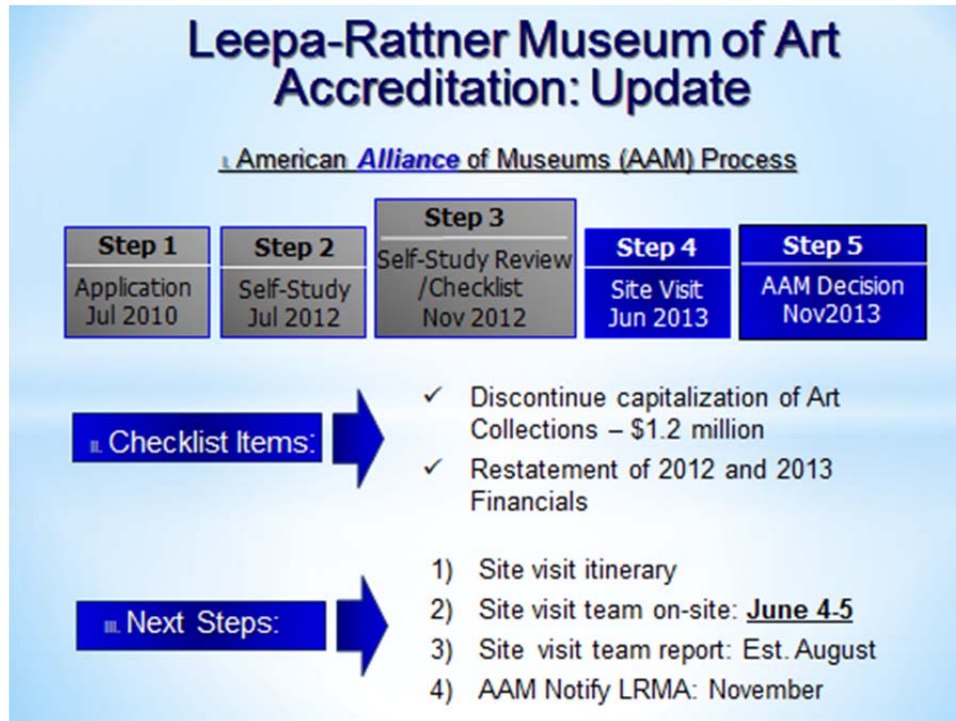 Leepa-Rattner Museum of Art
Accreditation: Update
I. American Alliance of Museums (AAM) Process
Step 1
Application
Jul 2010
Step 2
Self-Study
Jul 2012
Step 3
Self-Study Review
/Checklist
Nov 2012
Step 4
Site Visit
Jun 2013
Step 5
AAM Decision
Nov2013
II. Checklist Items:
✓ Discontinue capitalization of Art
Collections – $1.2 million
✓ Restatement of 2012 and 2013
Financials
III. Next Steps:
1) Site visit itinerary
2) Site visit team on-site: June 4-5
3) Site visit team report: Est. August
4) AAM Notify LRMA: November